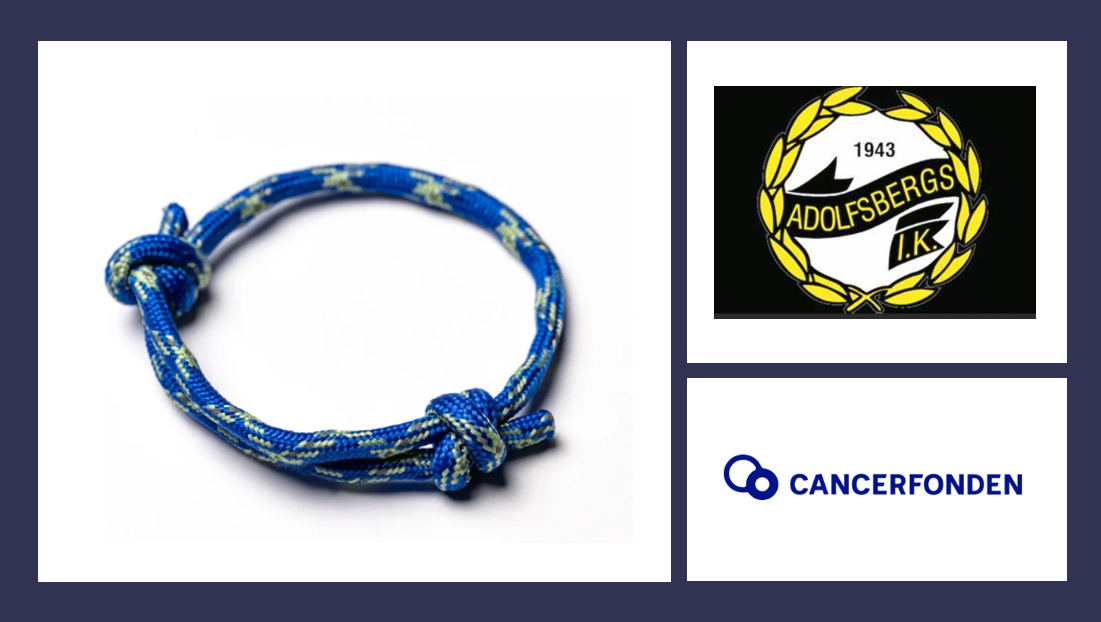 1943
ADOLFSBERGS
I.K.
CANCERFONDEN